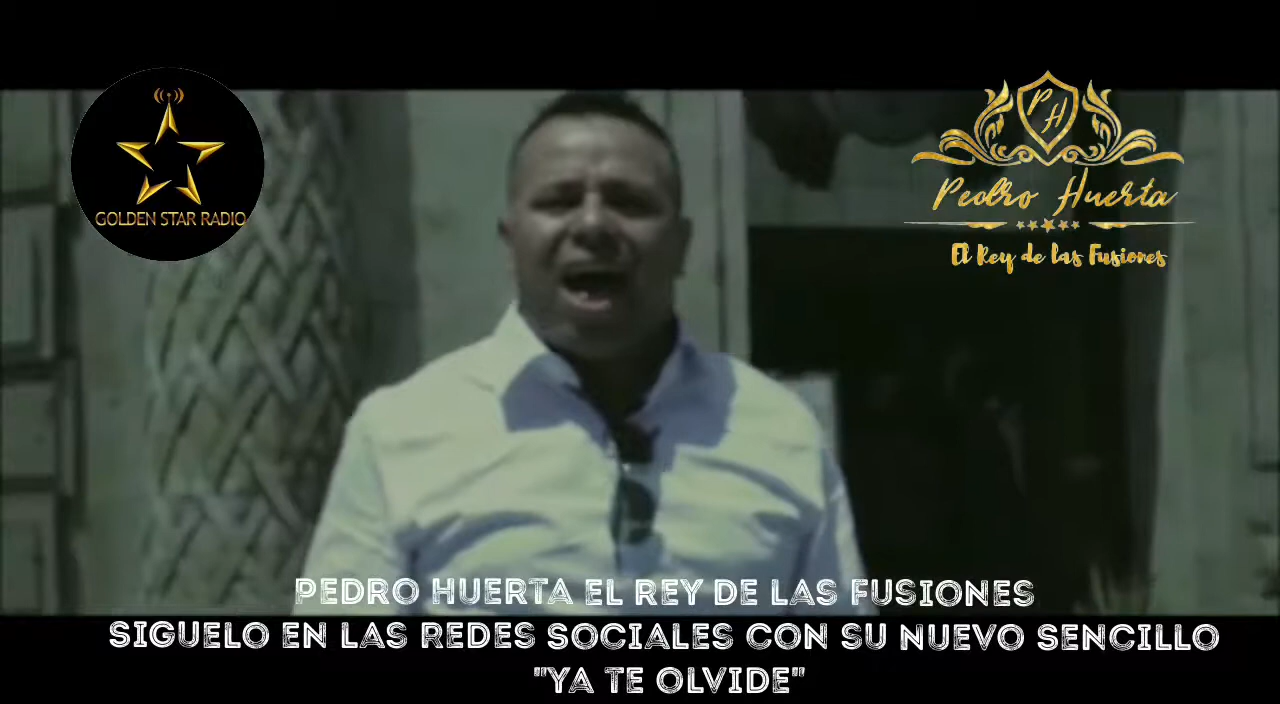 GOLDEN STAR RADIO
PH
Pedro Huerta
El Rey de las Fusiones
PEDRO HUERTA EL REY DE LAS FUSIONES
SIGUELO EN LAS REDES SOCIALES CON SU NUEVO SENCILLO
"YA TE OLVIDE"